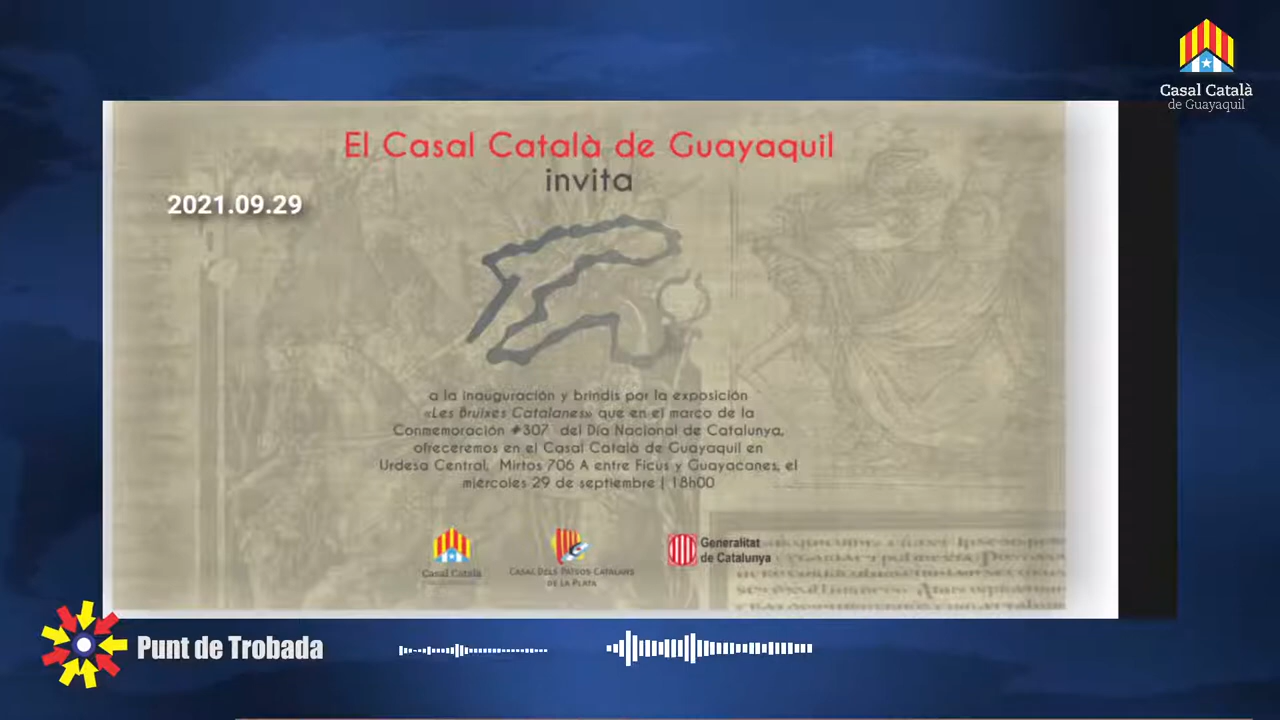 Casal Català
de Guayaquil
El Casal Català de Guayaquil
invita
2021.09.29
a la inauguración y brindis por la exposición
«Les Bruixes Catalanes» que en el marco de la
Conmemoración #307 del Día Nacional de Catalunya,
ofreceremos en el Casal Català de Guayaquil en
Urdesa Central, Mirtos 706 A entre Ficus y Guayacanes, el
miércoles 29 de septiembre | 18h00
Casal Català
Casal dels Països Catalans
de La Plata
Generalitat
de Catalunya
Punt de Trobada